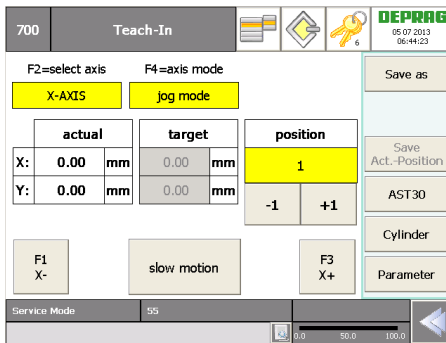 700
Teach-In
6
DEPRAG
05 07 2013
06:44:23
F2=select axis
F4=axis mode
X-AXIS
jog mode
Save as
actual
target
position
X:
0.00
mm
0.00
mm
1
Y:
0.00
mm
0.00
mm
-1
+1
Save
Act.-Position
AST30
Cylinder
F1
X-
slow motion
F3
X+
Parameter
Service Mode
55
0.0
50.0
100.0